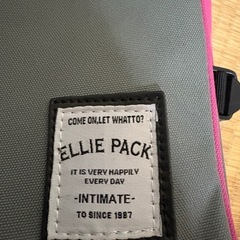 COME ON,LET WHATTO?
ELLIE PACK
IT IS VERY HAPPILY
EVERY DAY
-INTIMATE-
TO SINCE 1987